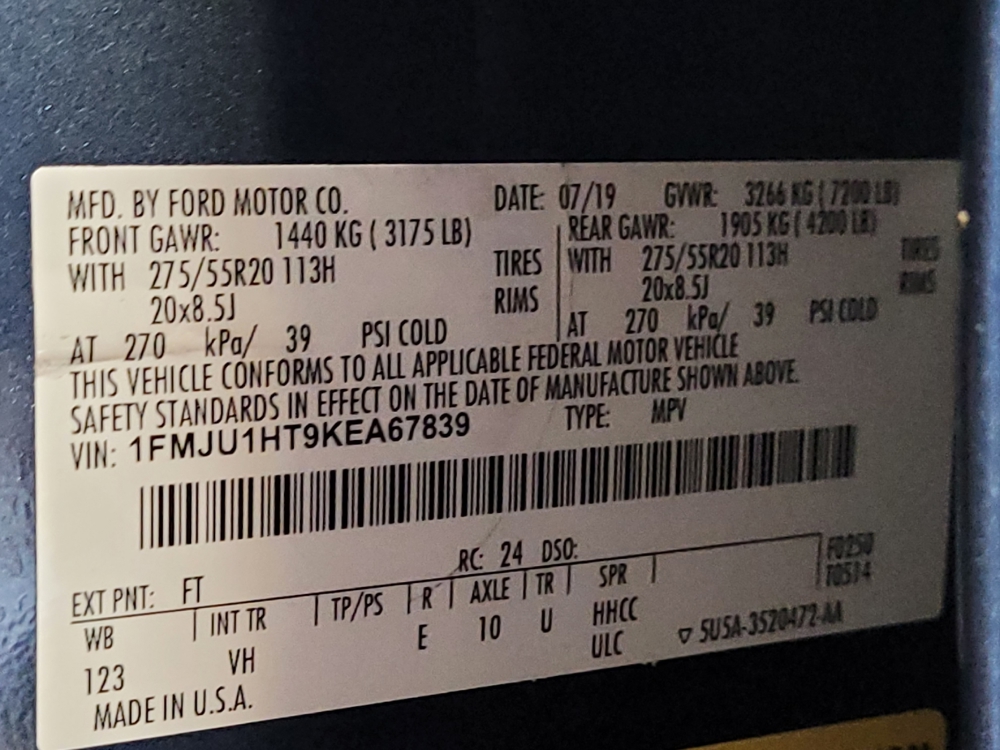 MFD. BY FORD MOTOR CO. DATE: 07/19 GVWR: 3266 KG ( 7200 LB)
FRONT GAWR: 1440 KG ( 3175 LB) REAR GAWR: 1905 KG ( 4200 LB)
WITH 275/55R20 113H TIRES WITH 275/55R20 113H TIRES
20x8.5J RIMS 20x8.5J RIMS
AT 270 kPa/ 39 PSI COLD AT 270 kPa/ 39 PSI COLD
THIS VEHICLE CONFORMS TO ALL APPLICABLE FEDERAL MOTOR VEHICLE
SAFETY STANDARDS IN EFFECT ON THE DATE OF MANUFACTURE SHOWN ABOVE.
VIN: 1FMJU1HT9KEA67839 TYPE: MPV
RC: 24 DSO:
EXT PNT: FT F0250
WB INT TR TP/PS R AXLE TR SPR T0514
123 VH E 10 U HHCC
ULC ▽ 5U5A-3520472-AA
MADE IN U.S.A.